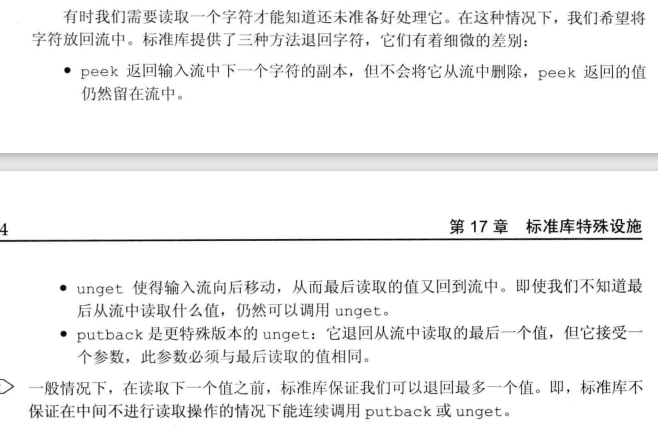 有时我们需要读取一个字符才能知道还未准备好处理它。在这种情况下，我们希望将
字符放回流中。标准库提供了三种方法退回字符，它们有着细微的差别：
● peek 返回输入流中下一个字符的副本，但不会将它从流中删除，peek 返回的值
仍然留在流中。
4
第 17 章 标准库特殊设施
● unget 使得输入流向后移动，从而最后读取的值又回到流中。即使我们不知道最
后从流中读取什么值，仍然可以调用 unget。
● putback 是更特殊版本的 unget：它退回从流中读取的最后一个值，但它接受一
个参数，此参数必须与最后读取的值相同。
一般情况下，在读取下一个值之前，标准库保证我们可以退回最多一个值。即，标准库不
保证在中间不进行读取操作的情况下能连续调用 putback 或 unget。